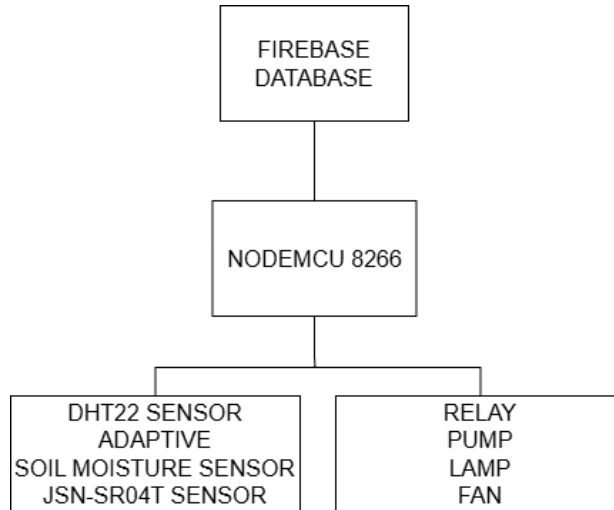 FIREBASE
DATABASE
NODEMCU 8266
DHT22 SENSOR
ADAPTIVE
SOIL MOISTURE SENSOR
JSN-SR04T SENSOR
RELAY
PUMP
LAMP
FAN